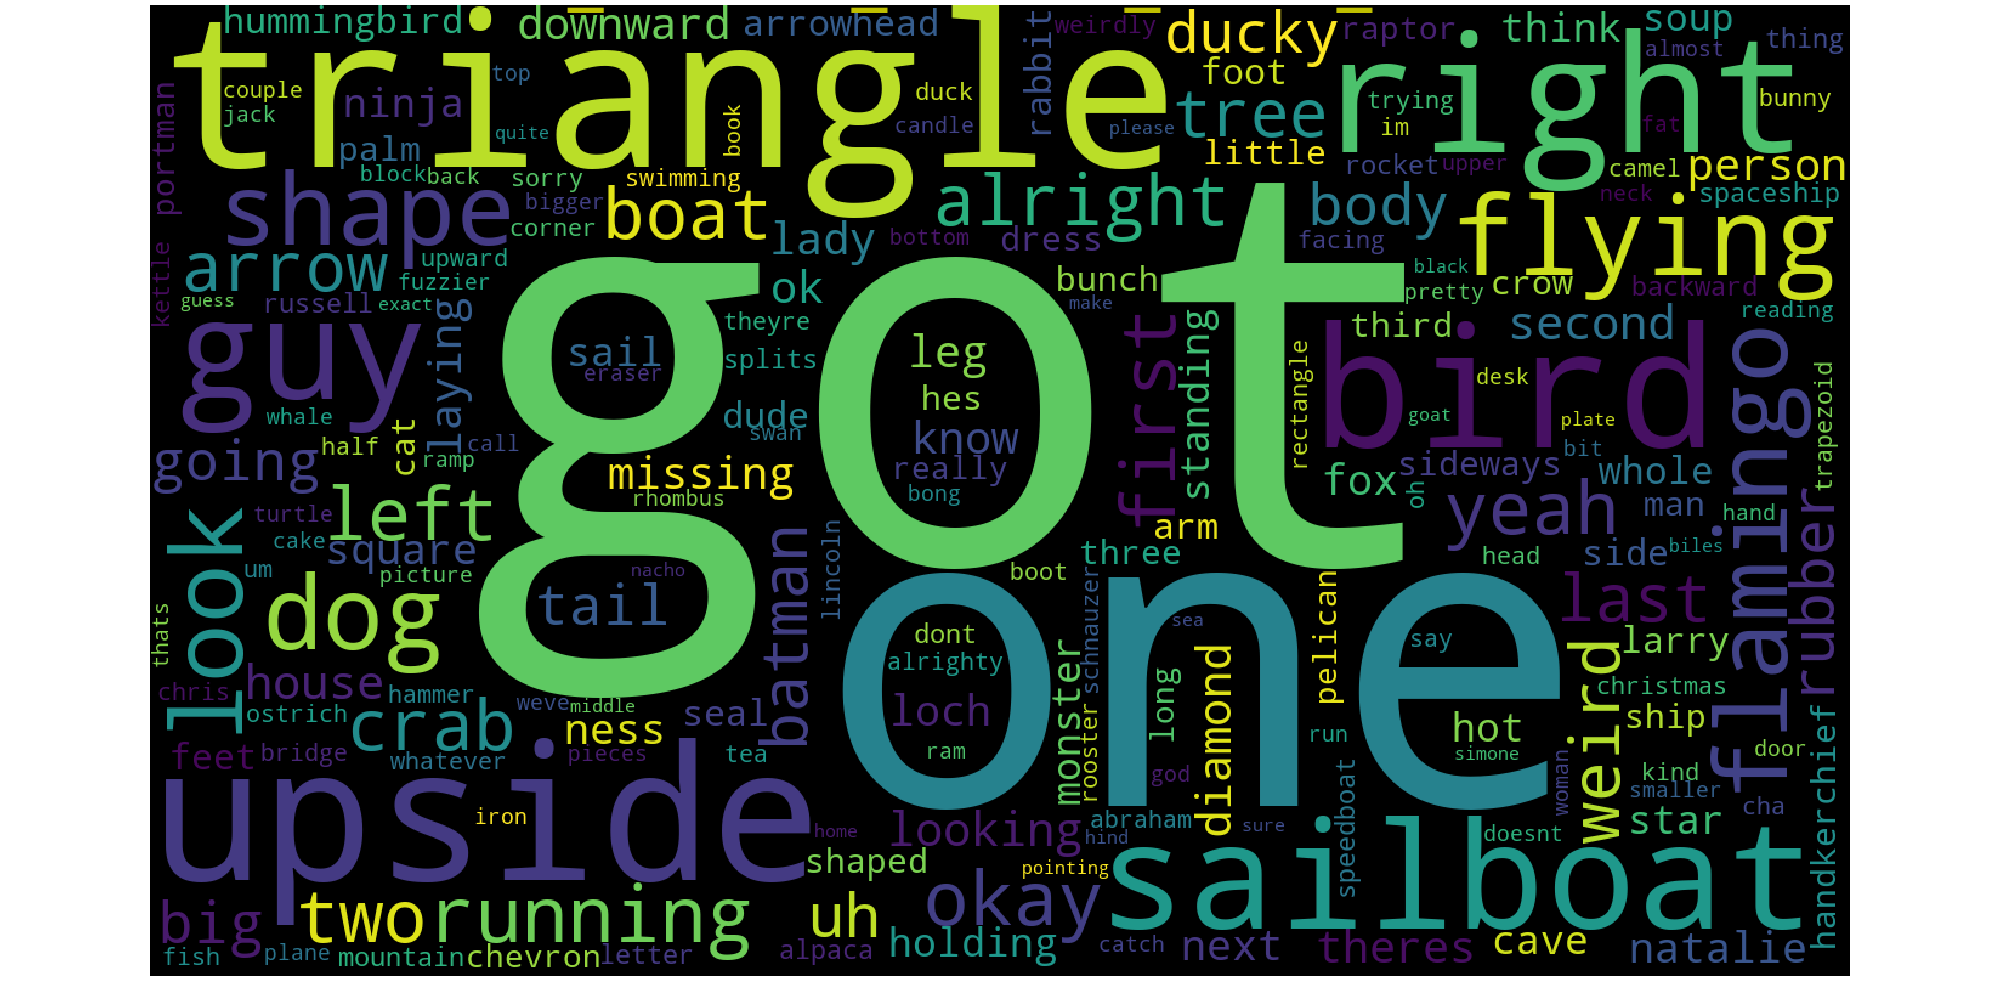 hummingbird downward arrowhead weirdly ducky raptor think soup almost thing
triangle right
couple jack ninja top quite book duck candle rabbit please foot tree trying im fat bunny
portman palm block back sorry swimming little rocket upper camel person
shape bigger corner boat alright body neck spaceship
arrow upward fuzzier lady bottom dress facing flying
kettle guess russell exact ok bunch make black pretty crow backward reading
guy laying got theyre first standing third second
sail eraser splits leg hes rectangle bird desk flamingo trapezoid
whale dude swan know goat plate
going half cat call ramp missing really bong fox sideways bit whole
rhombus oh
turtle left yeah man hand rubber
look cake square um picture batman lincoln arm three side biles
nacho boot head
thats dog tail one last
dont alrighty monster schnauzer sea long diamond pelican say weird larry
chris house hammer weve middle seal loch rooster christmas
ostrich crab ness hot ship
feet bridge whatever pieces tea ram god run simone kind door
upside smaller woman cha
iron home looking abraham hind sure speedboat doesnt star handkerchief
shaped pointing sailboat
big two running uh okay
fish plane mountain chevron letter alpaca holding catch next theres cave natalie